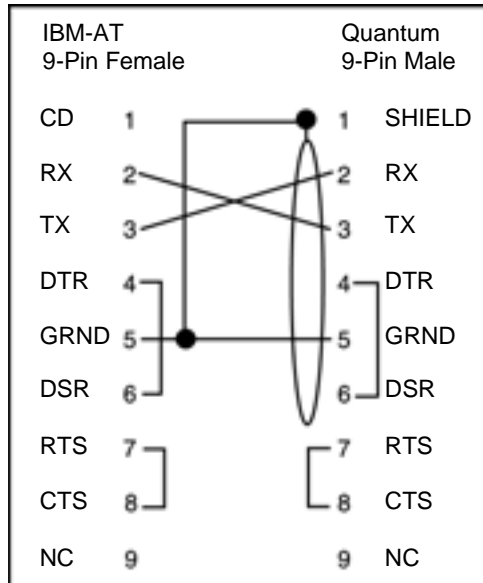 IBM-AT Quantum
9-Pin Female 9-Pin Male
CD 1 1 SHIELD
RX 2 2 RX
TX 3 3 TX
DTR 4 4 DTR
GRND 5 5 GRND
DSR 6 6 DSR
RTS 7 7 RTS
CTS 8 8 CTS
NC 9 9 NC